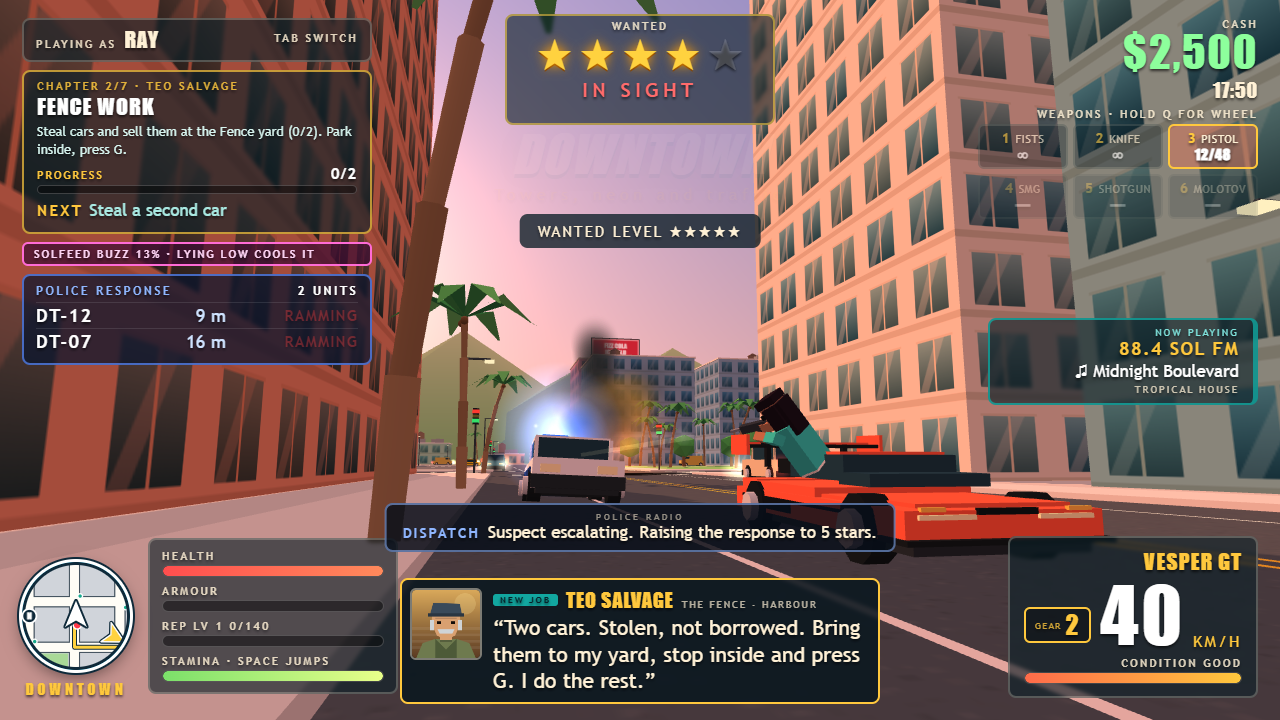 PLAYING AS RAY TAB SWITCH
CHAPTER 2/7 · TEO SALVAGE
FENCE WORK
Steal cars and sell them at the Fence yard (0/2). Park
inside, press G.
PROGRESS 0/2
NEXT Steal a second car
SOLFEED BUZZ 13% · LYING LOW COOLS IT
POLICE RESPONSE 2 UNITS
DT-12 9 m RAMMING
DT-07 16 m RAMMING
WANTED
IN SIGHT
DOWNTOWN
WANTED LEVEL ★★★★★
CASH
$2,500
17:50
WEAPONS · HOLD Q FOR WHEEL
1 FISTS ∞
2 KNIFE ∞
3 PISTOL 12/48
4 SMG —
5 SHOTGUN —
6 MOLOTOV —
NOW PLAYING
88.4 SOL FM
♫ Midnight Boulevard
TROPICAL HOUSE
POLICE RADIO
DISPATCH Suspect escalating. Raising the response to 5 stars.
HEALTH
ARMOUR
REP LV 1 0/140
STAMINA · SPACE JUMPS
DOWNTOWN
NEW JOB TEO SALVAGE THE FENCE · HARBOUR
“Two cars. Stolen, not borrowed. Bring
them to my yard, stop inside and press
G. I do the rest.”
VESPER GT
GEAR 2 40 KM/H
CONDITION GOOD